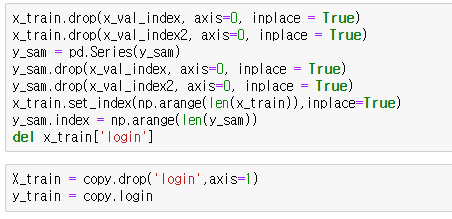 x_train.drop(x_val_index, axis=0, inplace = True)
x_train.drop(x_val_index2, axis=0, inplace = True)
y_sam = pd.Series(y_sam)
y_sam.drop(x_val_index, axis=0, inplace = True)
y_sam.drop(x_val_index2, axis=0, inplace = True)
x_train.set_index(np.arange(len(x_train)),inplace=True)
y_sam.index = np.arange(len(y_sam))
del x_train['login']
X_train = copy.drop('login',axis=1)
y_train = copy.login